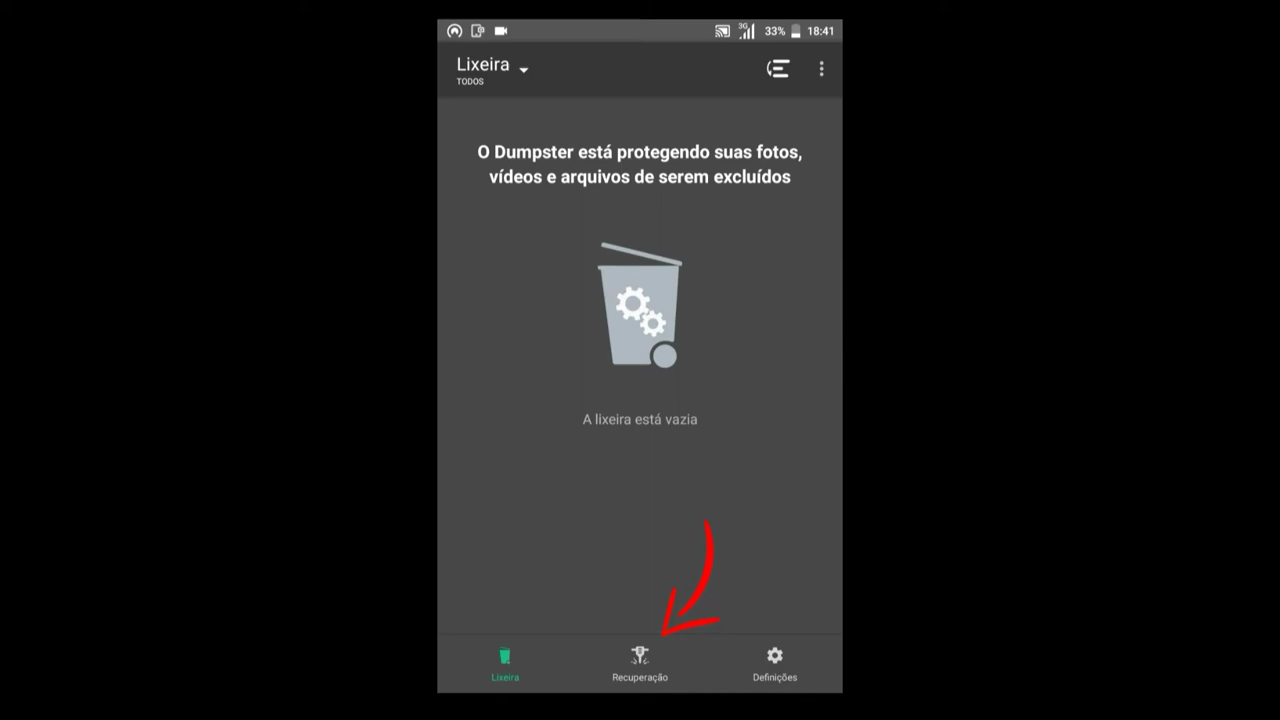 3G 33% 18:41
Lixeira
TODOS
O Dumpster está protegendo suas fotos,
vídeos e arquivos de serem excluídos
A lixeira está vazia
Lixeira Recuperação Definições